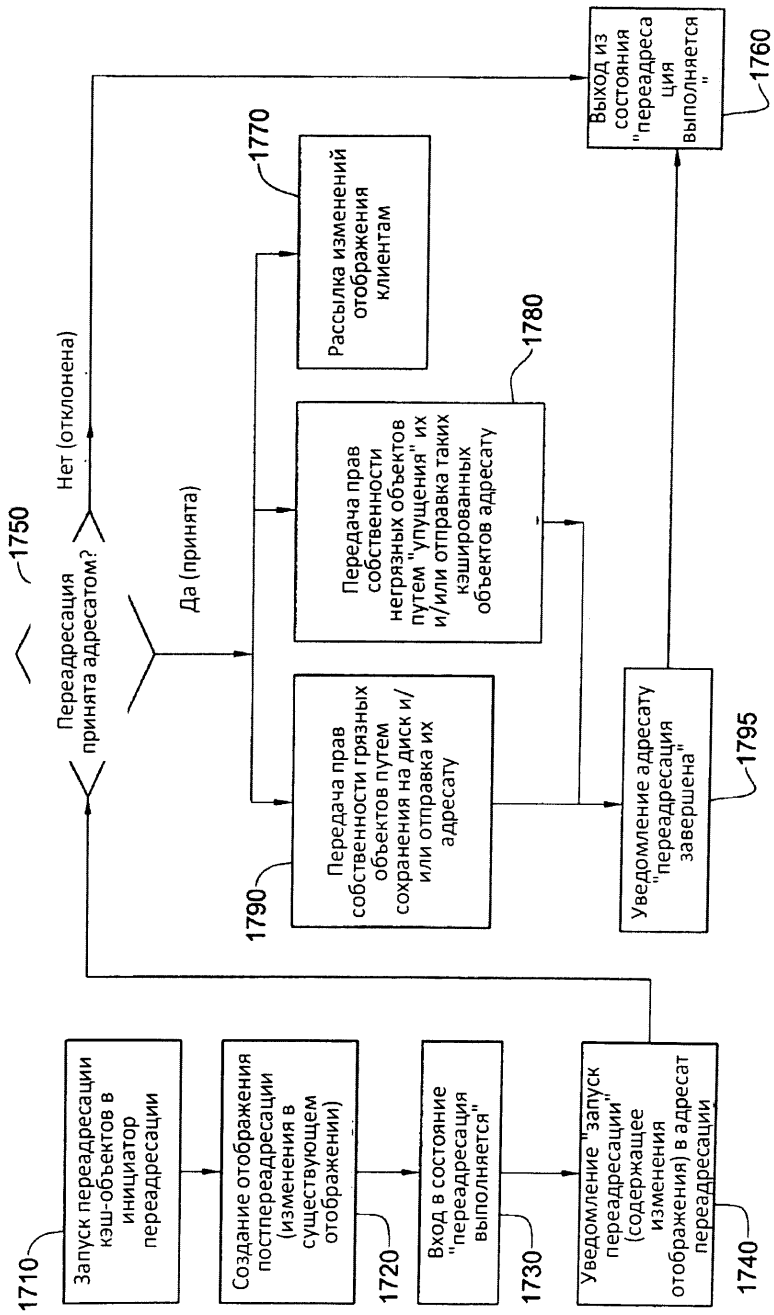 1710
Запуск переадресации
кэш-объектов в
инициатор
переадресации
Создание отображения
постпереадресации
(изменения в
существующем
отображении)
1720
Вход в состояние
"переадресация
выполняется"
1730
Уведомление "запуск
переадресации"
(содержащее
изменения
отображения) в адресат
переадресации
1740
1750
Переадресация
принята адресатом?
Нет (отклонена)
Да (принята)
1790
Передача прав
собственности грязных
объектов путем
сохранения на диск и/
или отправка их
адресату
Передача прав
собственности
негрязных объектов
путем "упущения" их
и/или отправка таких
кэшированных
объектов адресату
1780
Рассылка изменений
отображения
клиентам
1770
Уведомление адресату
"переадресация
завершена"
1795
Выход из
состояния
"переадреса
ция
выполняется
"
1760